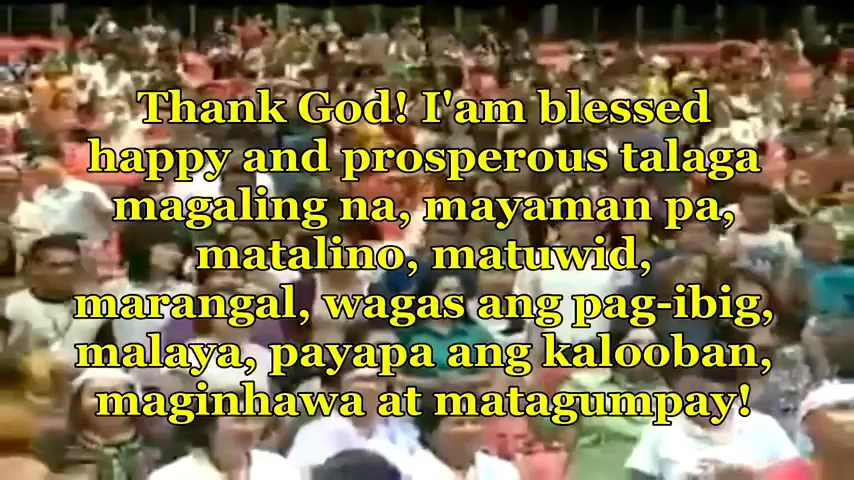 Thank God! I'am blessed
happy and prosperous talaga
magaling na, mayaman pa,
matalino, matuwid,
marangal, wagas ang pag-ibig,
malaya, payapa ang kalooban,
maginhawa at matagumpay!